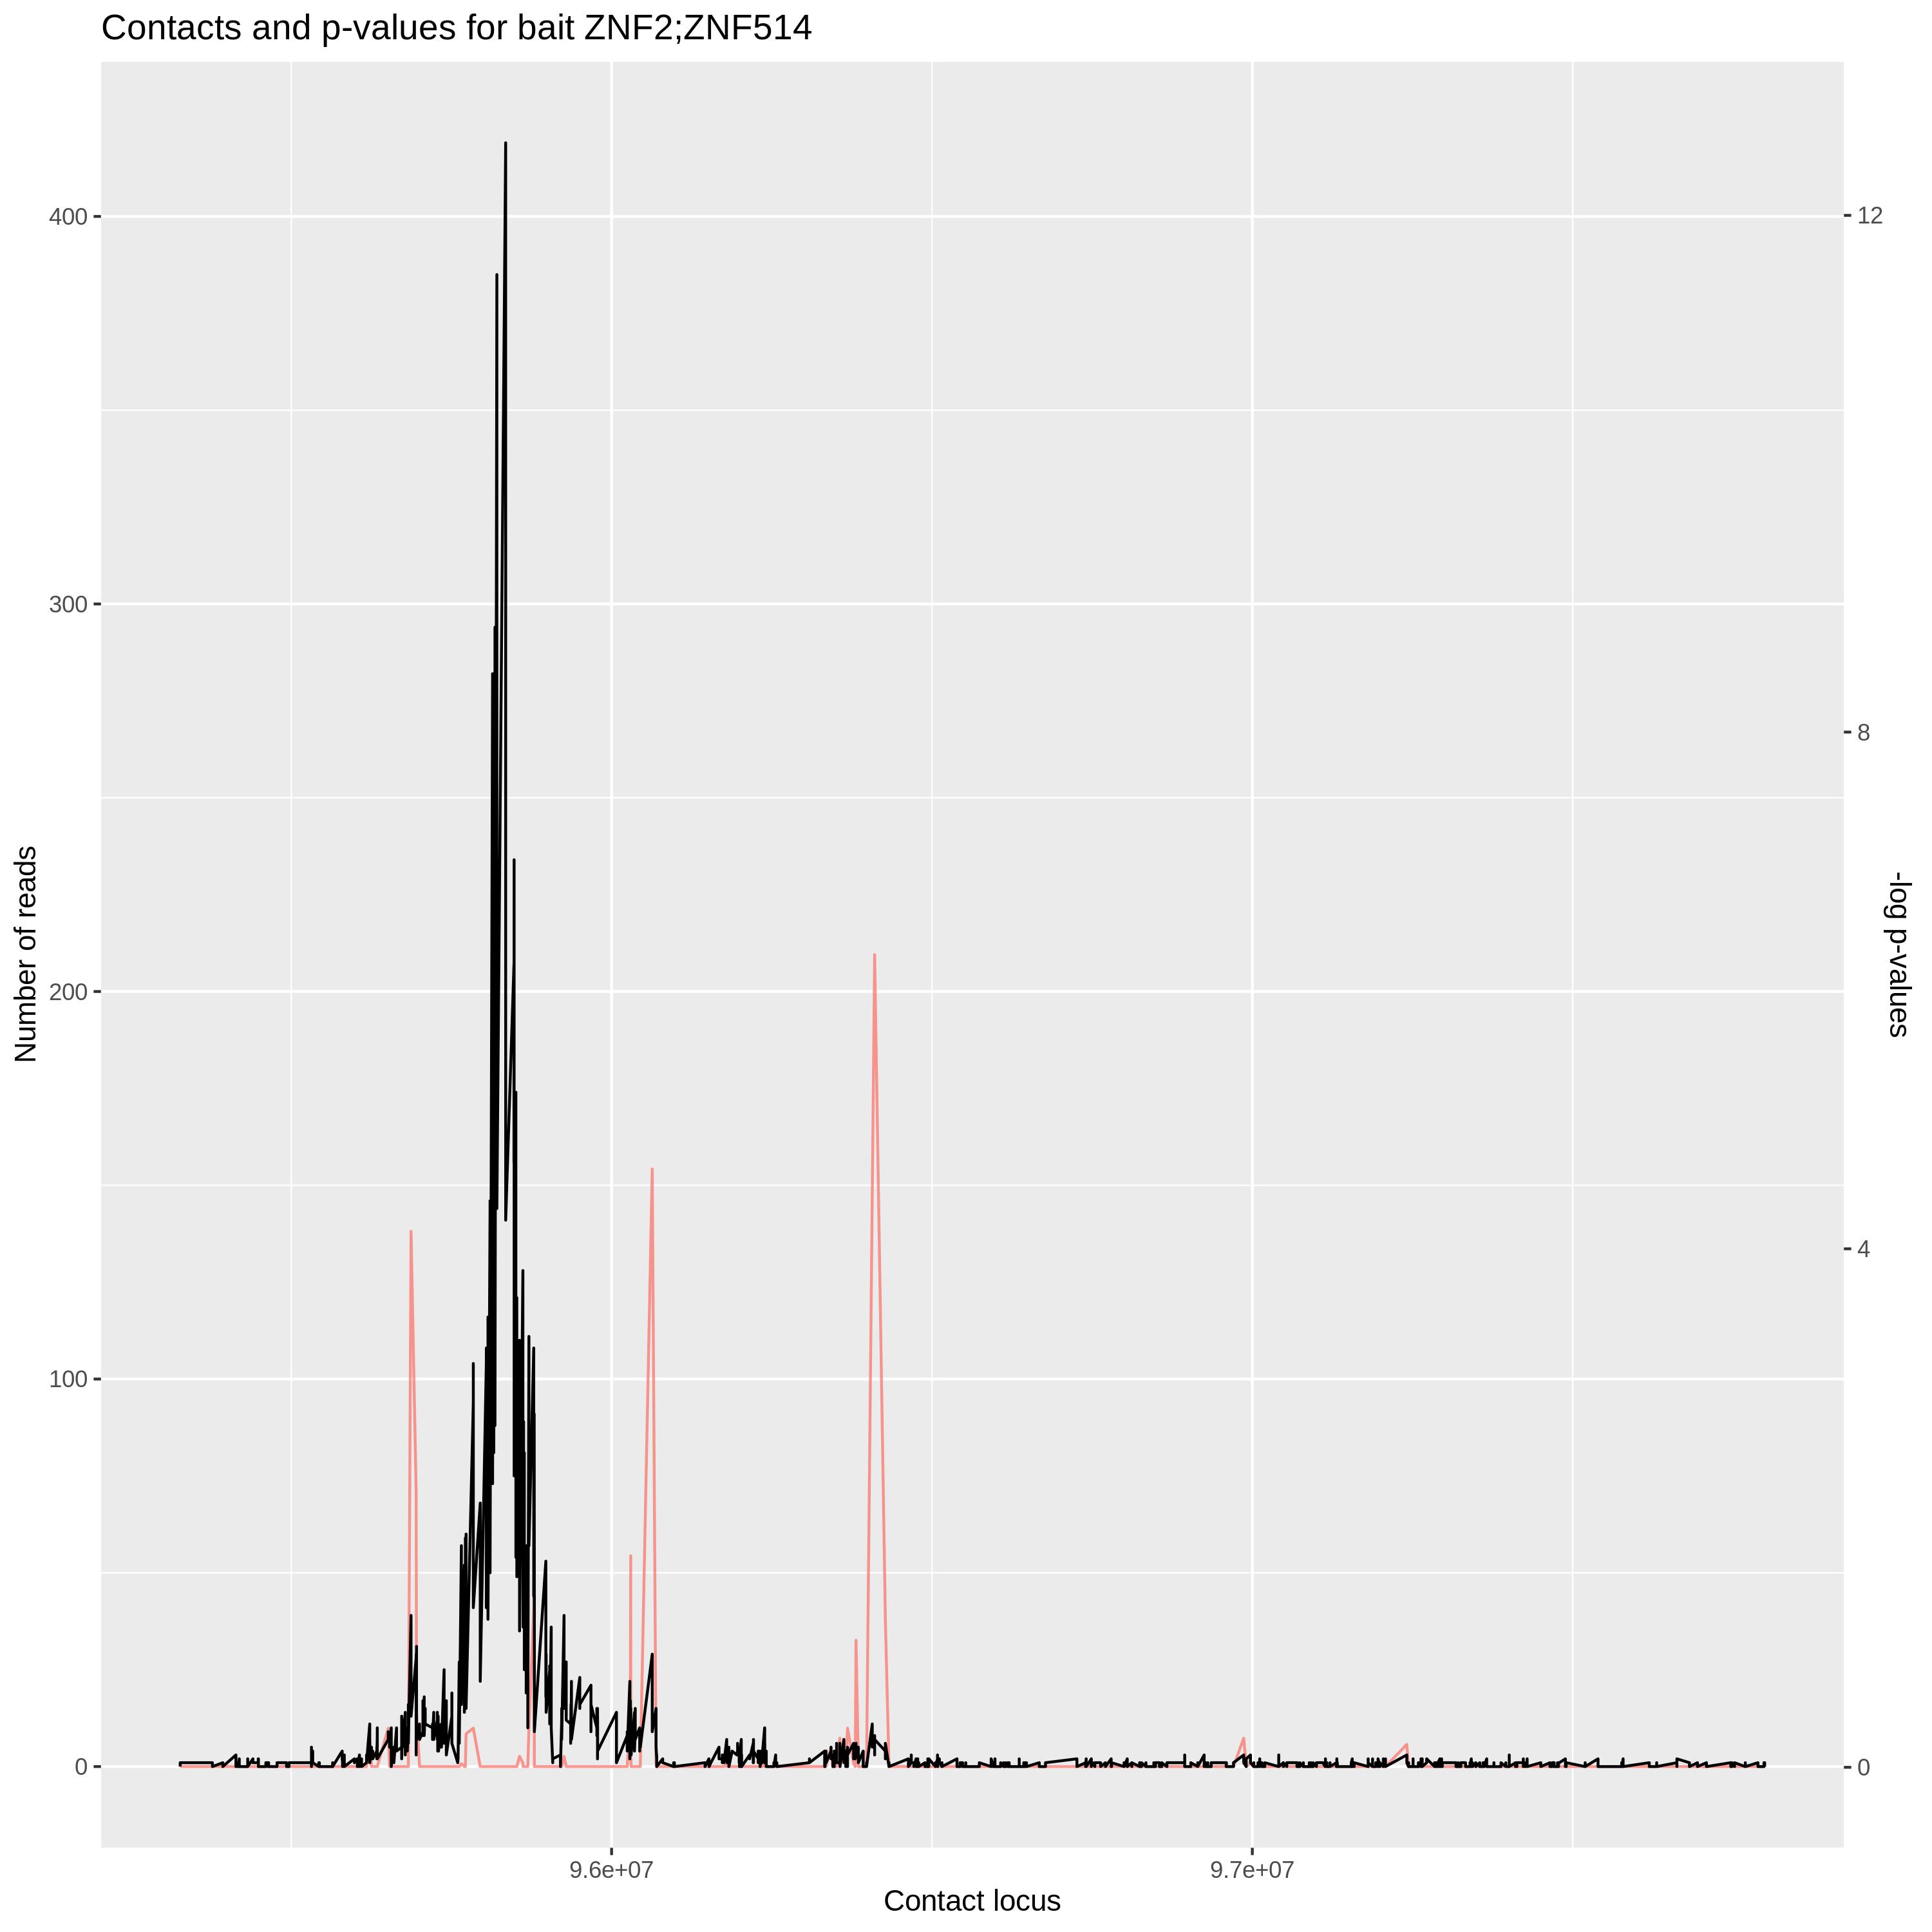 Contacts and p-values for bait ZNF2;ZNF514
400
300
200
100
0
Number of reads
12
8
4
0
-log p-values
9.6e+07
9.7e+07
Contact locus